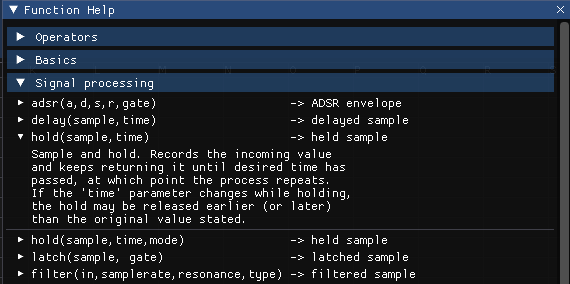 Function Help
Operators
Basics
Signal processing
adsr(a,d,s,r,gate) -> ADSR envelope
delay(sample,time) -> delayed sample
hold(sample,time) -> held sample
Sample and hold. Records the incoming value
and keeps returning it until desired time has
passed, at which point the process repeats.
If the 'time' parameter changes while holding,
the hold may be released earlier (or later)
than the original value stated.
hold(sample,time,mode) -> held sample
latch(sample, gate) -> latched sample
filter(in,samplerate,resonance,type) -> filtered sample